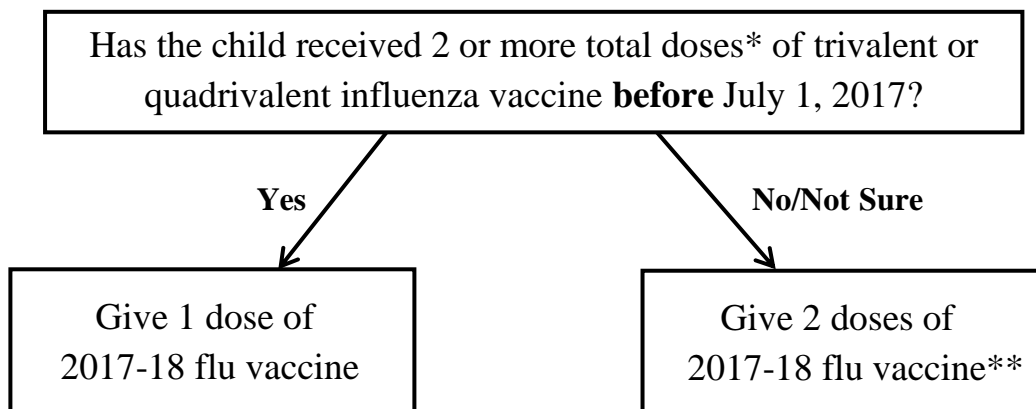 Has the child received 2 or more total doses* of trivalent or
quadrivalent influenza vaccine before July 1, 2017?
Yes
No/Not Sure
Give 1 dose of
2017-18 flu vaccine
Give 2 doses of
2017-18 flu vaccine**